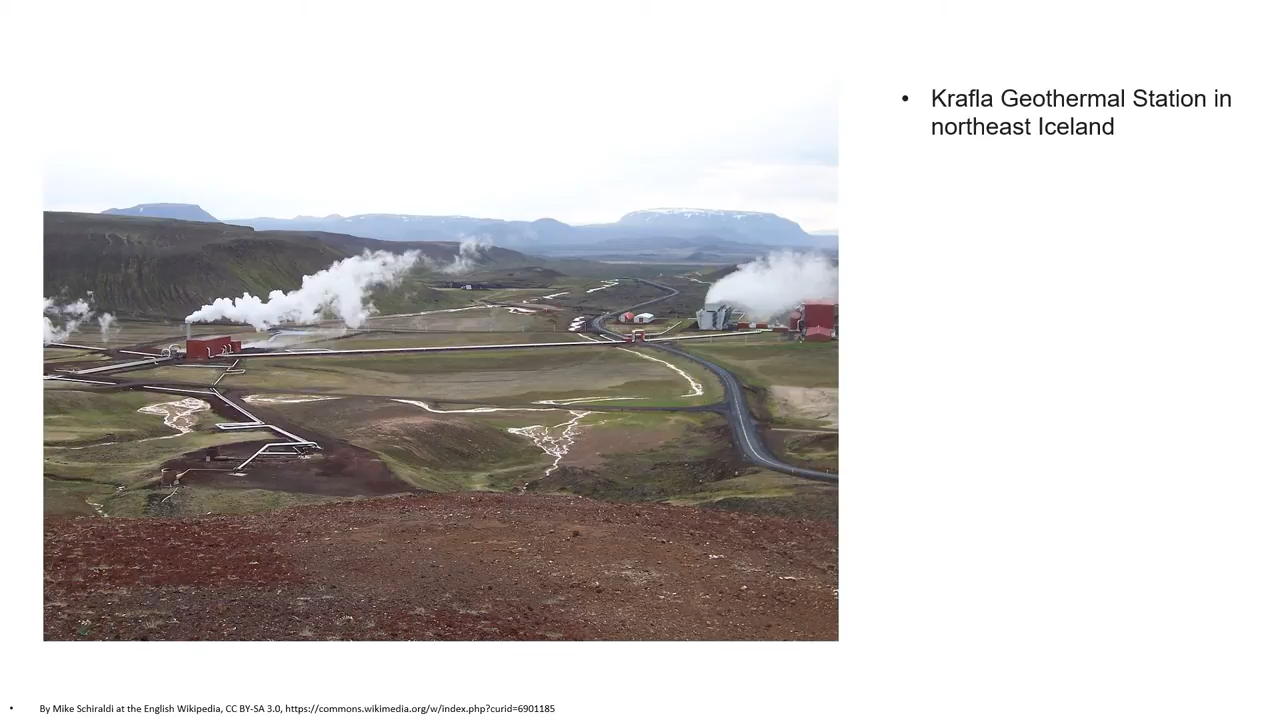 • Krafla Geothermal Station in
northeast Iceland
• By Mike Schiraldi at the English Wikipedia, CC BY-SA 3.0, https://commons.wikimedia.org/w/index.php?curid=6901185